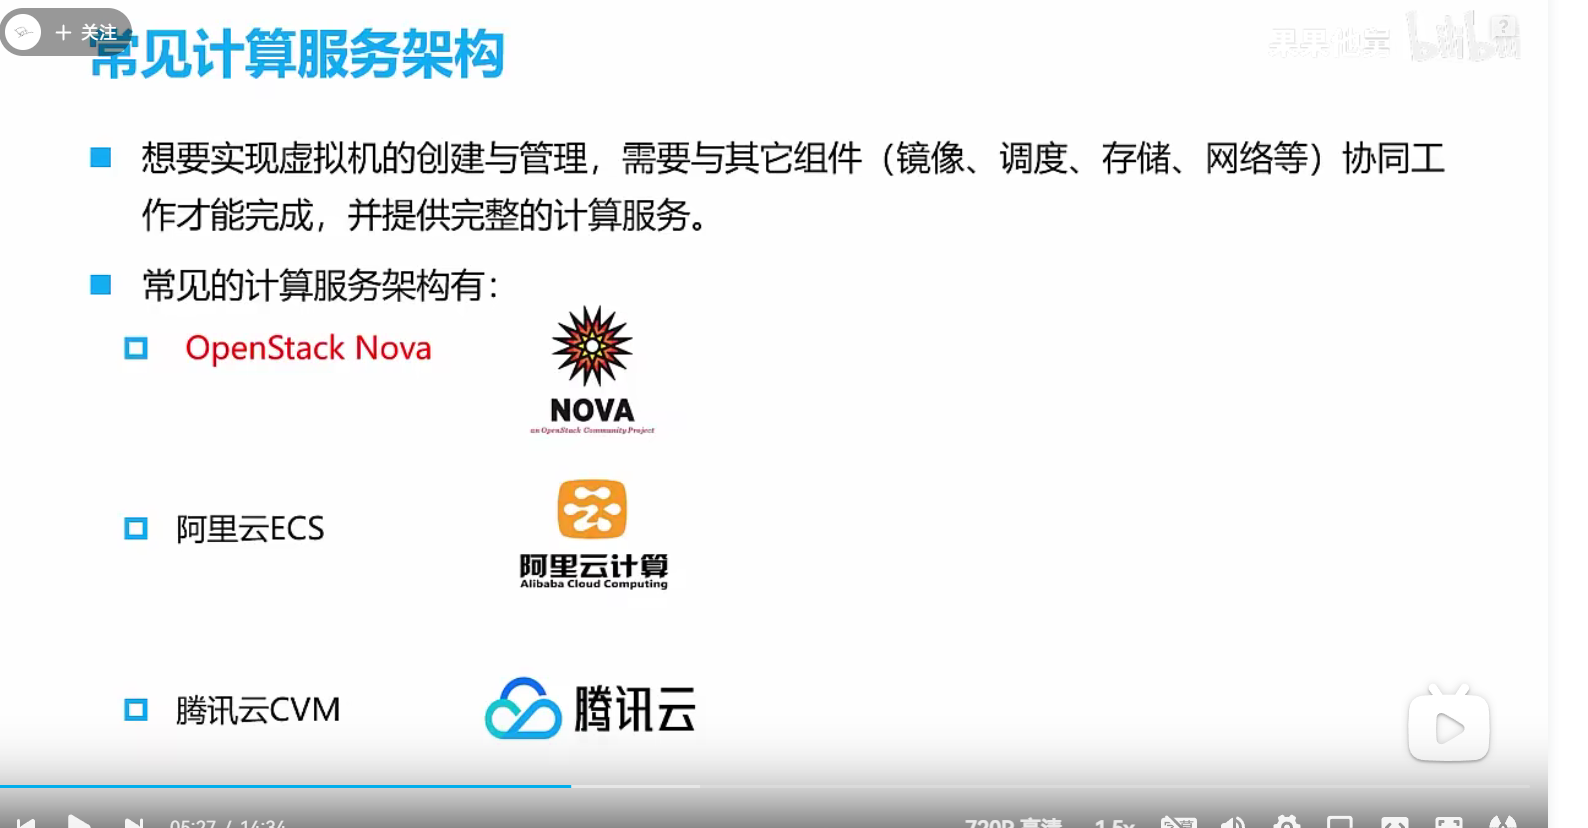 + 关注
常见计算服务架构
果果他舅
bilibili
想要实现虚拟机的创建与管理，需要与其它组件（镜像、调度、存储、网络等）协同工
作才能完成，并提供完整的计算服务。
常见的计算服务架构有：
OpenStack Nova
NOVA
an OpenStack Community Project
阿里云ECS
阿里云计算
Alibaba Cloud Computing
腾讯云CVM
腾讯云
05:27 / 14:34
720P 高清
1.5x